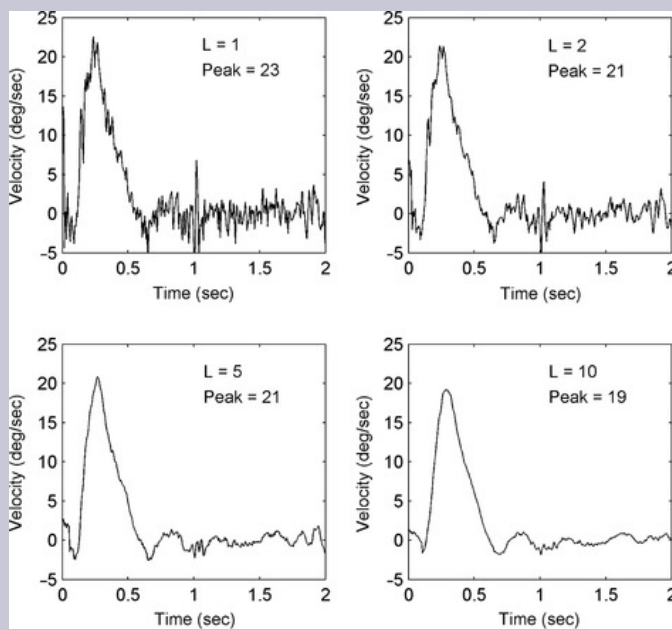 25
20
15
10
5
0
−5
Velocity (deg/sec)
L = 1
Peak = 23
0 0.5 1 1.5 2
Time (sec)
25
20
15
10
5
0
−5
Velocity (deg/sec)
L = 2
Peak = 21
0 0.5 1 1.5 2
Time (sec)
25
20
15
10
5
0
−5
Velocity (deg/sec)
L = 5
Peak = 21
0 0.5 1 1.5 2
Time (sec)
25
20
15
10
5
0
−5
Velocity (deg/sec)
L = 10
Peak = 19
0 0.5 1 1.5 2
Time (sec)